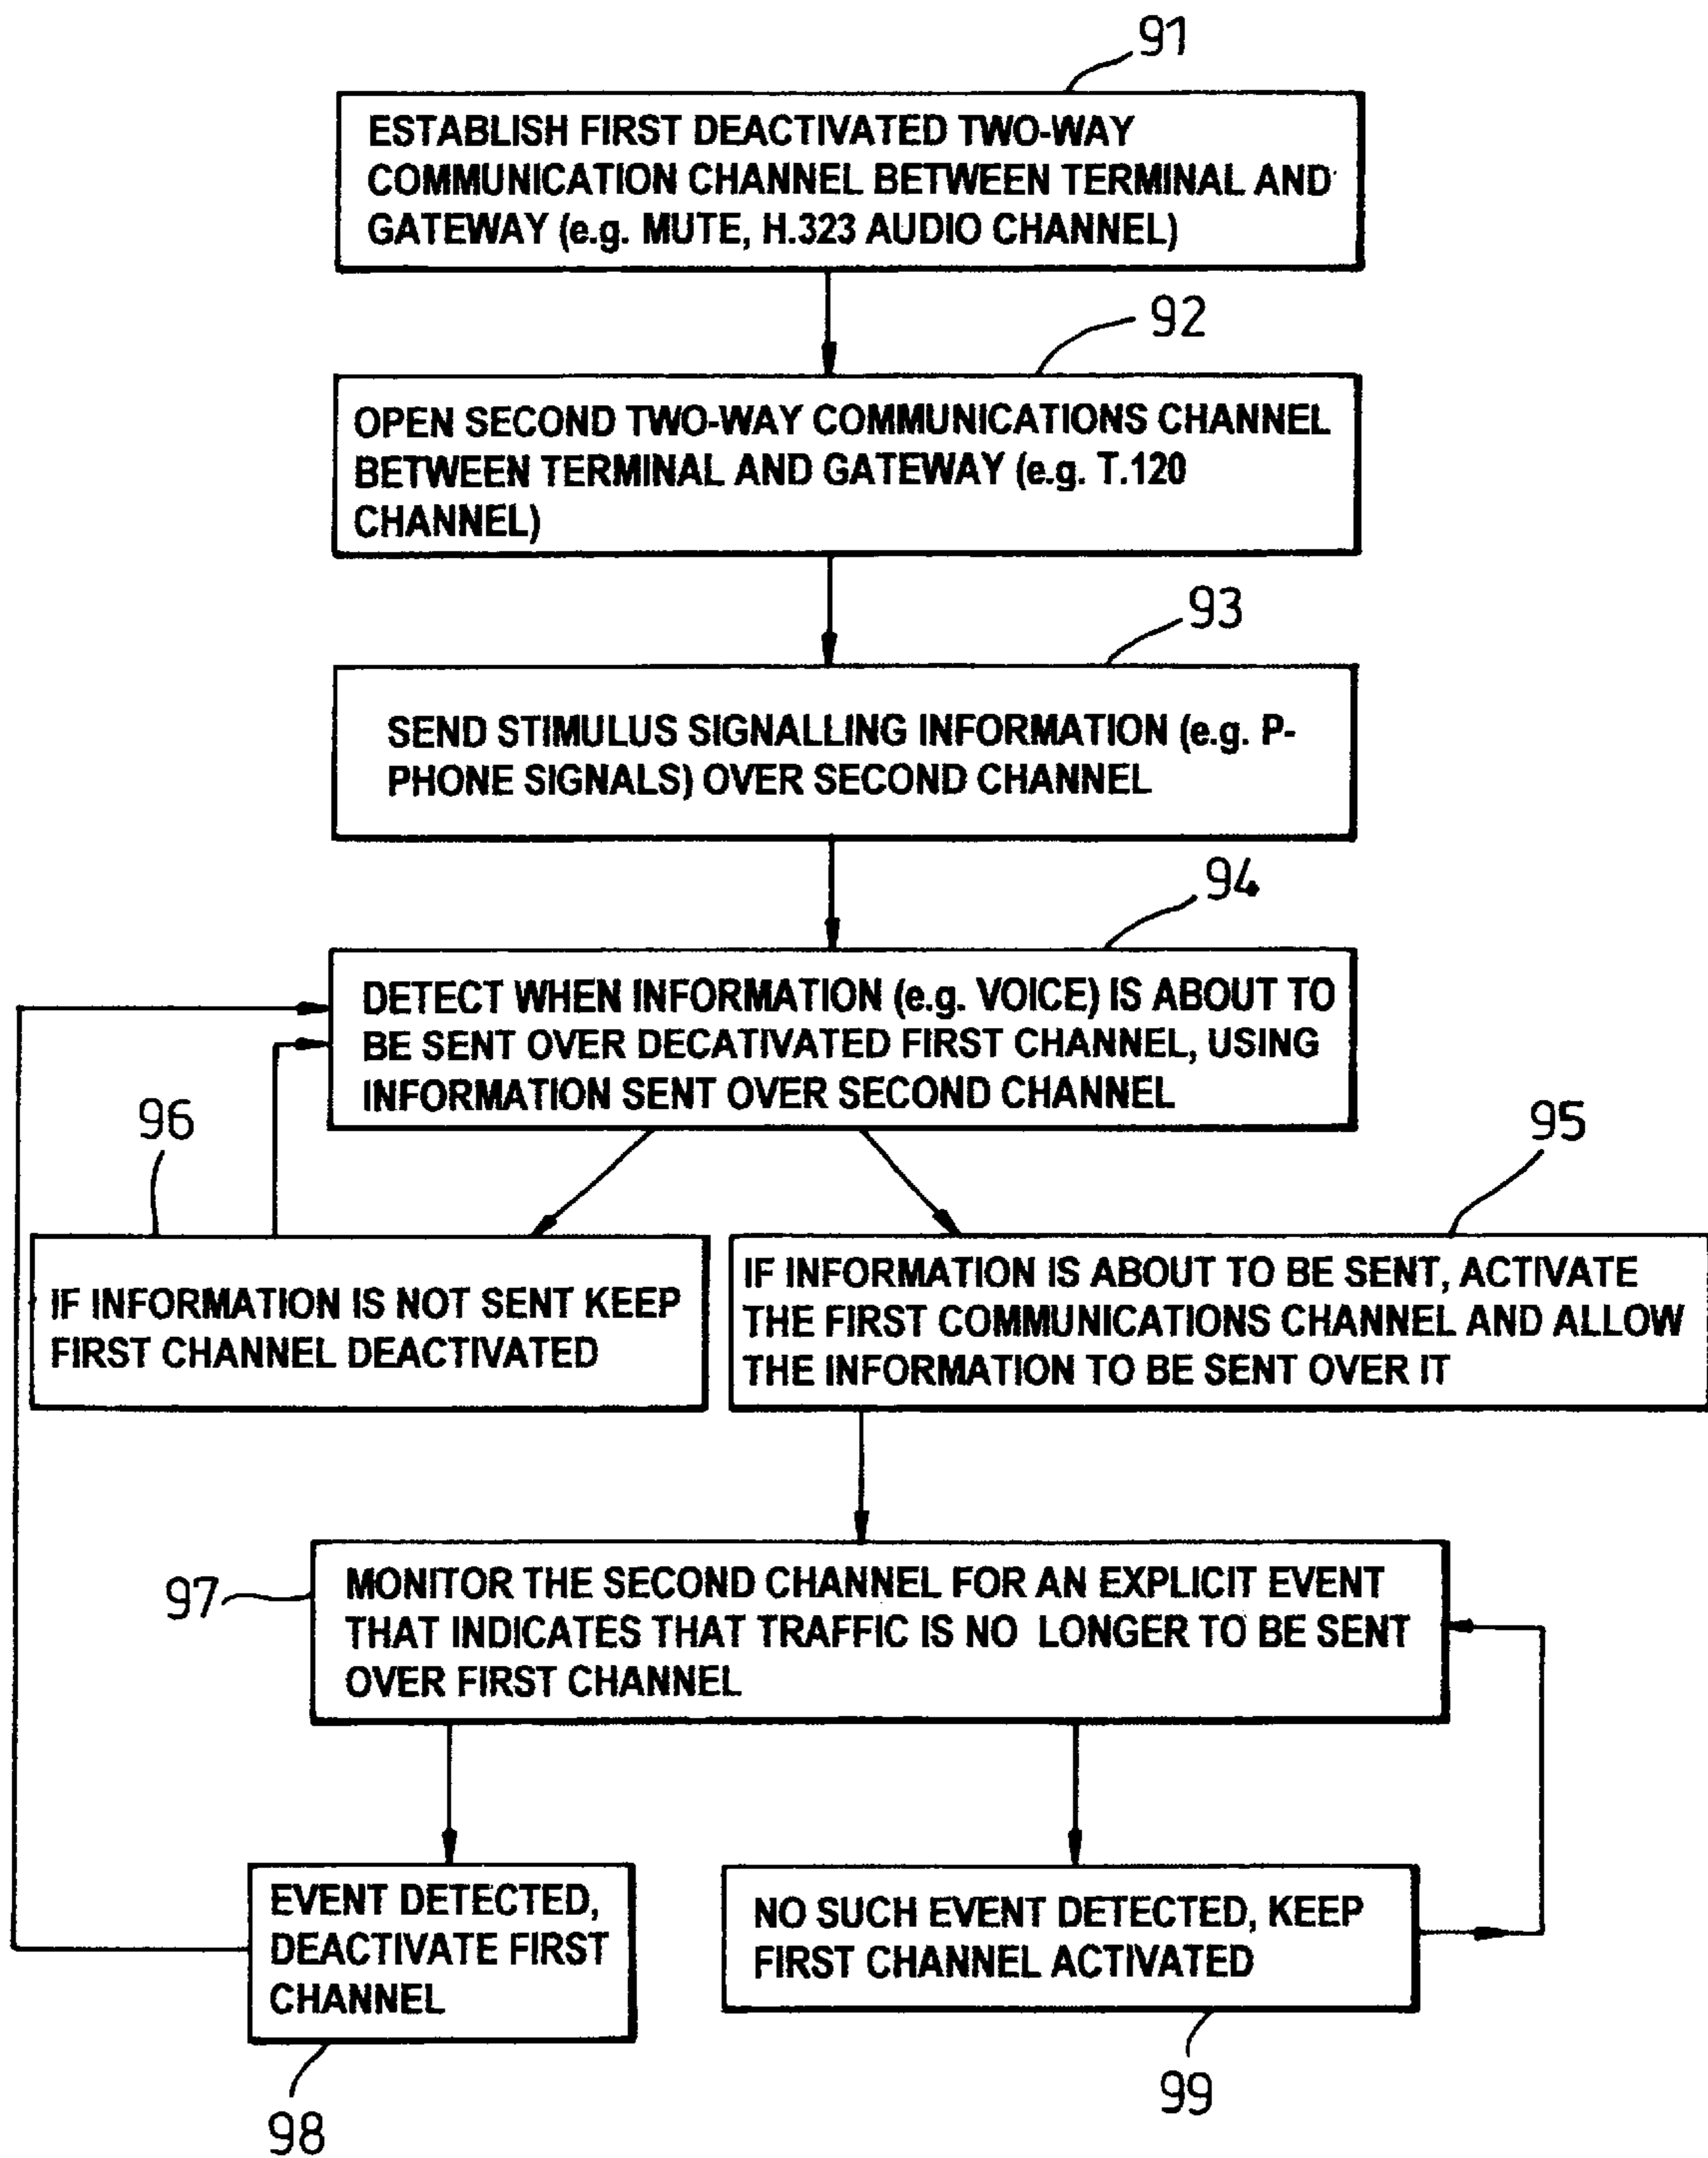 91
ESTABLISH FIRST DEACTIVATED TWO-WAY
COMMUNICATION CHANNEL BETWEEN TERMINAL AND
GATEWAY (e.g. MUTE, H.323 AUDIO CHANNEL)
92
OPEN SECOND TWO-WAY COMMUNICATIONS CHANNEL
BETWEEN TERMINAL AND GATEWAY (e.g. T.120
CHANNEL)
93
SEND STIMULUS SIGNALLING INFORMATION (e.g. P-
PHONE SIGNALS) OVER SECOND CHANNEL
94
DETECT WHEN INFORMATION (e.g. VOICE) IS ABOUT TO
BE SENT OVER DECATIVATED FIRST CHANNEL, USING
INFORMATION SENT OVER SECOND CHANNEL
96
IF INFORMATION IS NOT SENT KEEP
FIRST CHANNEL DEACTIVATED
95
IF INFORMATION IS ABOUT TO BE SENT, ACTIVATE
THE FIRST COMMUNICATIONS CHANNEL AND ALLOW
THE INFORMATION TO BE SENT OVER IT
97
MONITOR THE SECOND CHANNEL FOR AN EXPLICIT EVENT
THAT INDICATES THAT TRAFFIC IS NO LONGER TO BE SENT
OVER FIRST CHANNEL
EVENT DETECTED,
DEACTIVATE FIRST
CHANNEL
98
NO SUCH EVENT DETECTED, KEEP
FIRST CHANNEL ACTIVATED
99